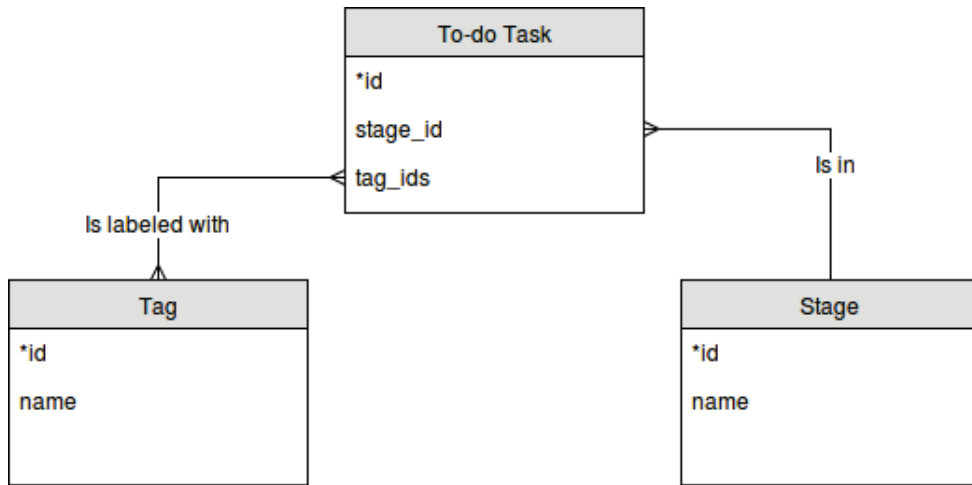 To-do Task
*id
stage_id
tag_ids
Is in
Is labeled with
Tag
*id
name
Stage
*id
name